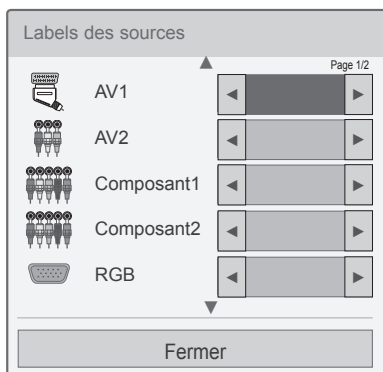 Labels des sources
Page 1/2
AV1
AV2
Composant1
Composant2
RGB
Fermer